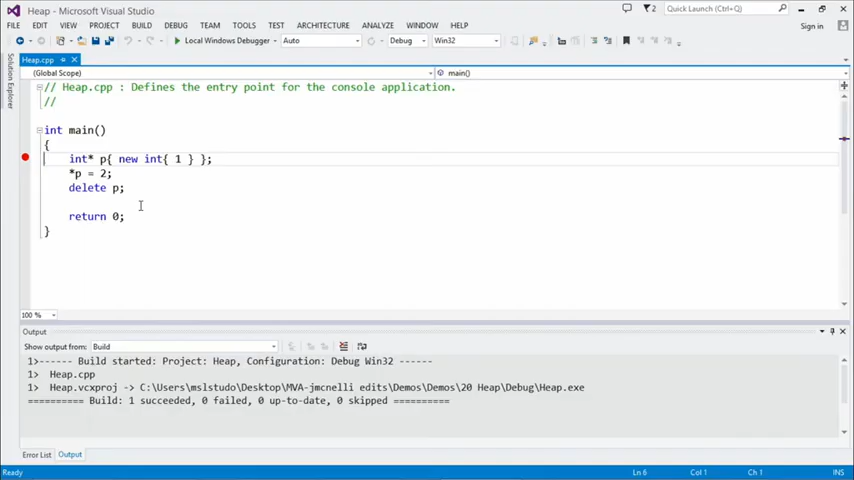 Heap - Microsoft Visual Studio
2
Quick Launch (Ctrl+Q)
FILE EDIT VIEW PROJECT BUILD DEBUG TEAM TOOLS TEST ARCHITECTURE ANALYZE WINDOW HELP
Sign in
Local Windows Debugger Auto Debug Win32
Heap.cpp
Solution Explorer
(Global Scope) main()
// Heap.cpp : Defines the entry point for the console application.
//
int main()
{
int* p{ new int{ 1 } };
*p = 2;
delete p;
return 0;
}
100 %
Output
Show output from: Build
1>------ Build started: Project: Heap, Configuration: Debug Win32 ------
1> Heap.cpp
1> Heap.vcxproj -> C:\Users\mslstudo\Desktop\MVA-jmcnelli edits\Demos\Demos\20 Heap\Debug\Heap.exe
========== Build: 1 succeeded, 0 failed, 0 up-to-date, 0 skipped ==========
Error List Output
Ready Ln 6 Col 1 Ch 1